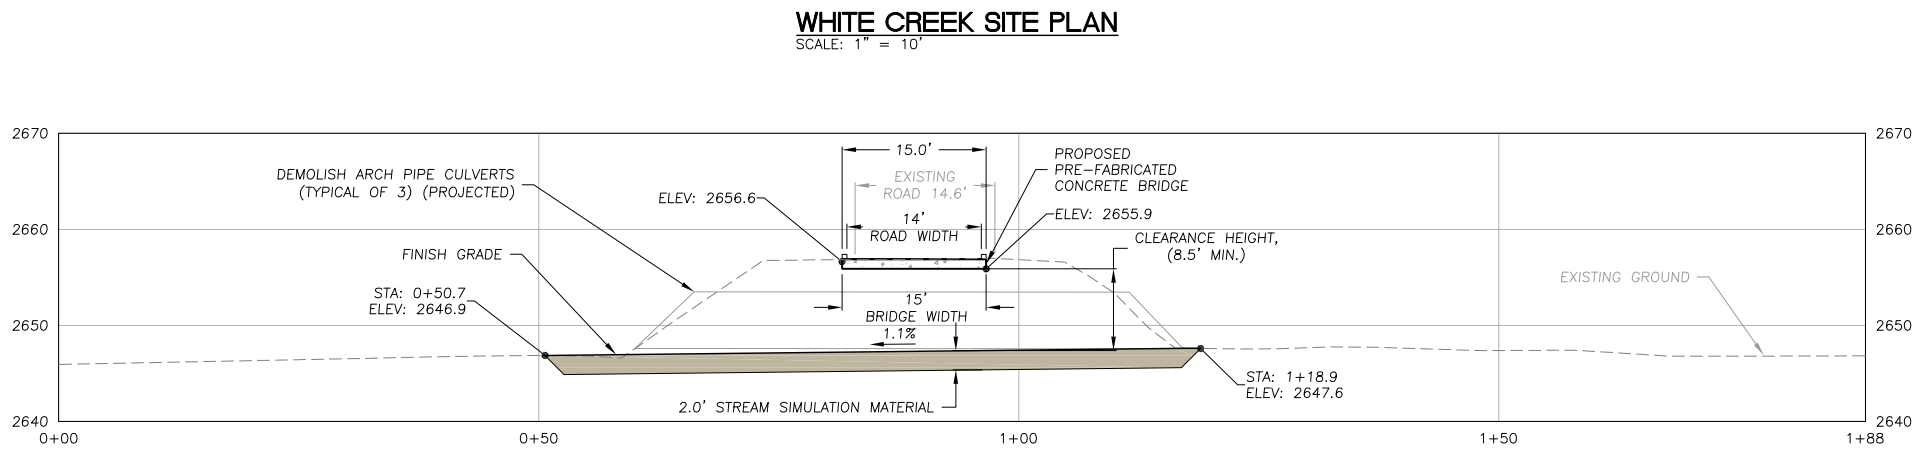 WHITE CREEK SITE PLAN
SCALE: 1" = 10'
2670
2670
15.0'
PROPOSED
PRE-FABRICATED
CONCRETE BRIDGE
DEMOLISH ARCH PIPE CULVERTS
(TYPICAL OF 3) (PROJECTED)
EXISTING
ROAD 14.6'
ELEV: 2656.6
ELEV: 2655.9
14'
ROAD WIDTH
2660
2660
CLEARANCE HEIGHT,
(8.5' MIN.)
FINISH GRADE
EXISTING GROUND
STA: 0+50.7
ELEV: 2646.9
15'
BRIDGE WIDTH
2650
2650
1.1%
STA: 1+18.9
ELEV: 2647.6
2.0' STREAM SIMULATION MATERIAL
2640
2640
0+00
0+50
1+00
1+50
1+88